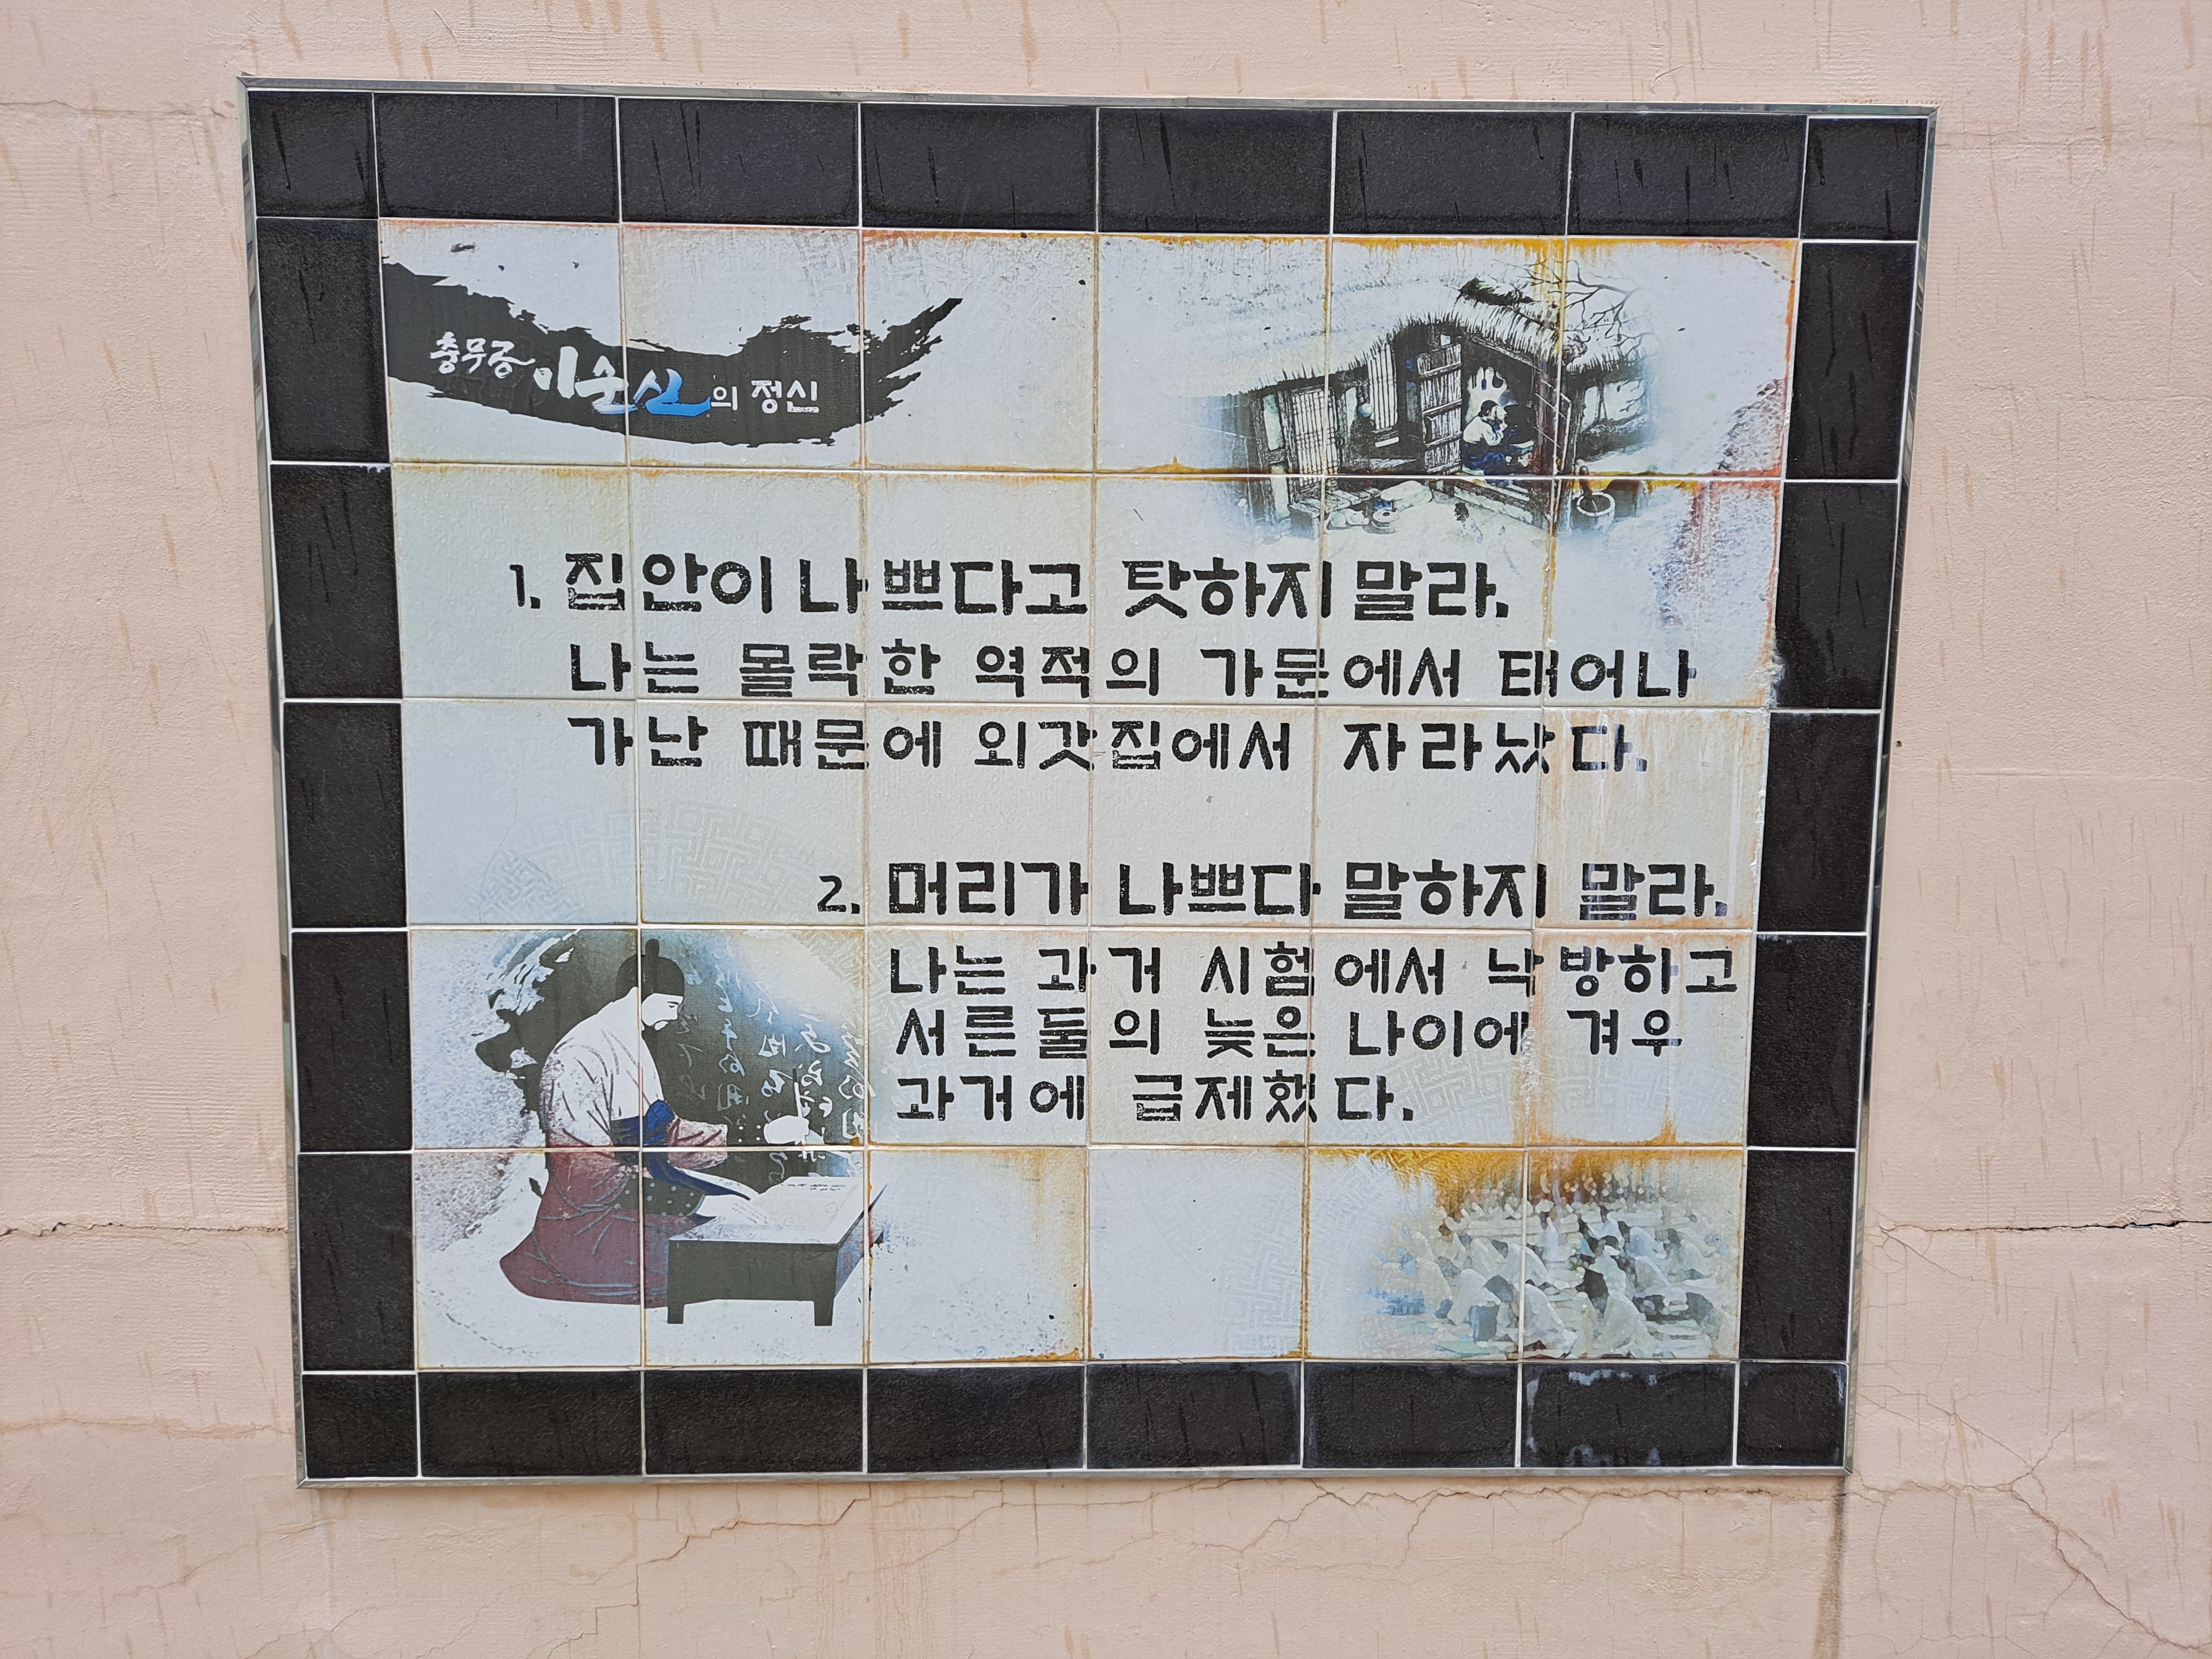 충무공 이순신의 정신
1. 집안이 나쁘다고 탓하지 말라.
나는 몰락한 역적의 가문에서 태어나
가난 때문에 외갓집에서 자라났다.
2. 머리가 나쁘다 말하지 말라.
나는 과거 시험에서 낙방하고
서른둘의 늦은 나이에 겨우
과거에 급제했다.